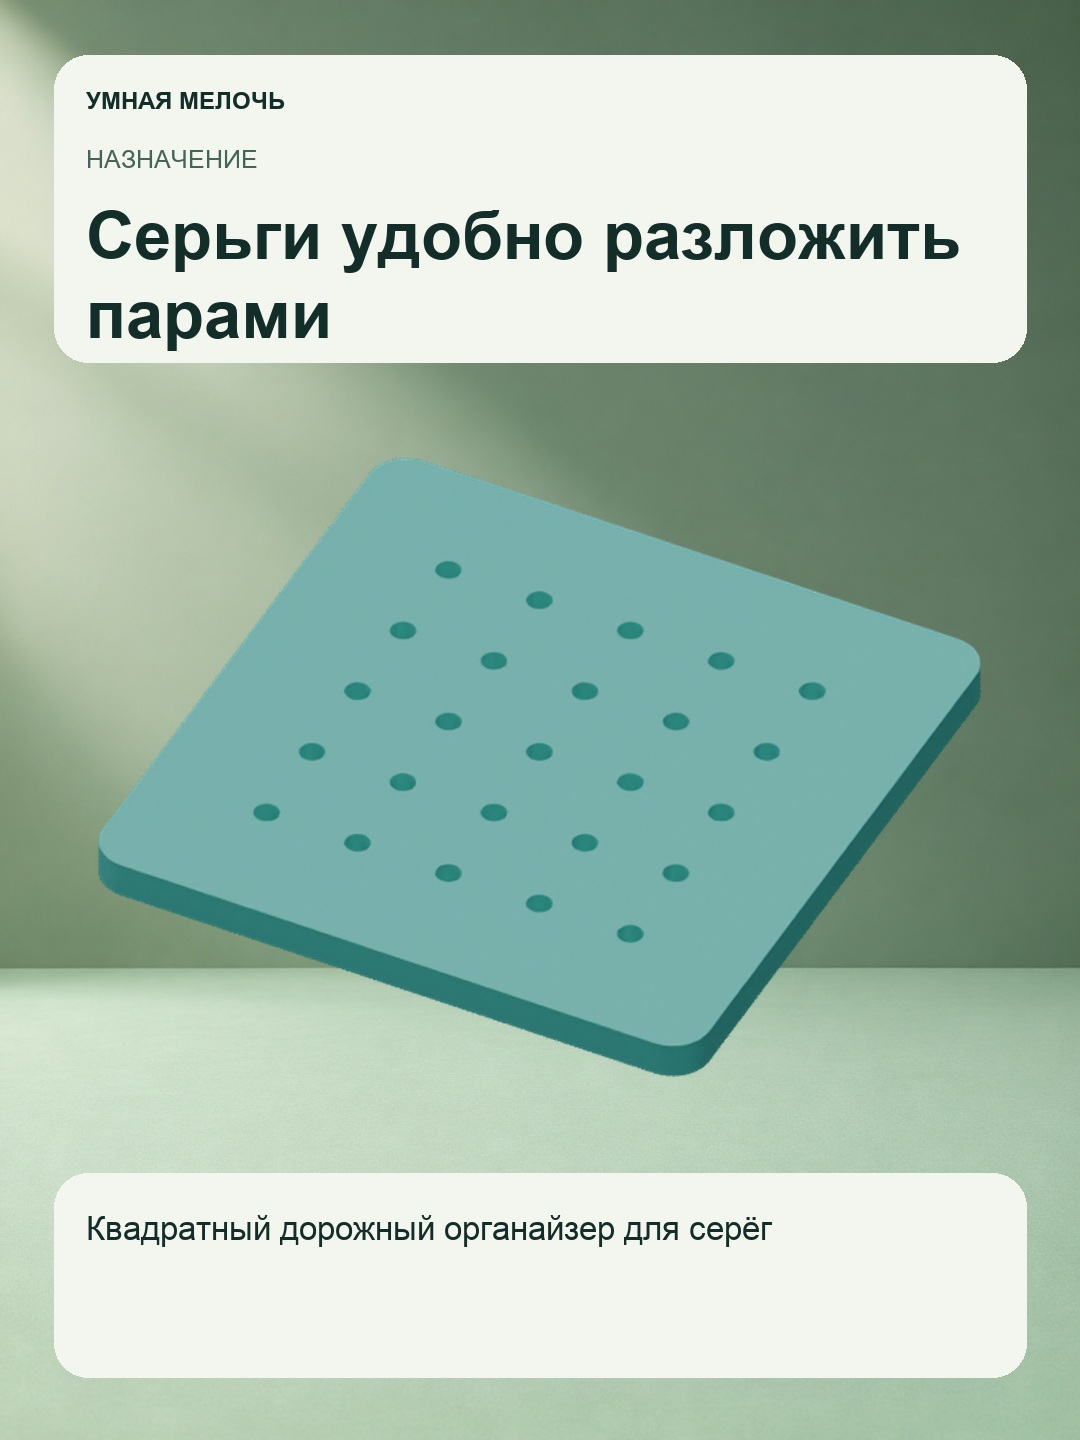 УМНАЯ МЕЛОЧЬ
НАЗНАЧЕНИЕ
Серьги удобно разложить
парами
Квадратный дорожный органайзер для серёг